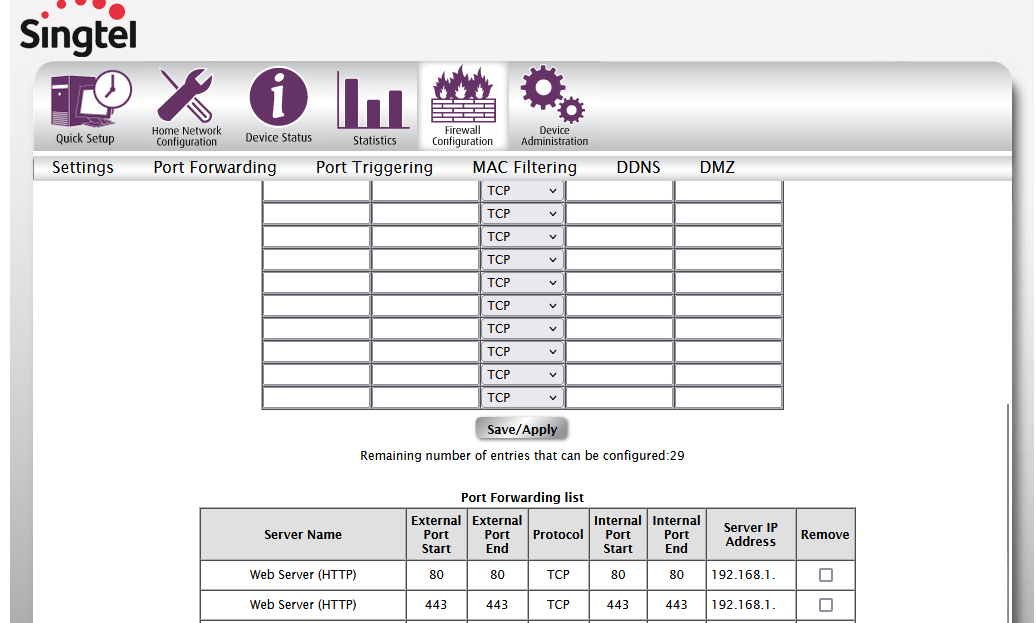 Singtel
Quick Setup
Home Network
Configuration
Device Status
Statistics
Firewall
Configuration
Device
Administration
Settings Port Forwarding Port Triggering MAC Filtering DDNS DMZ
TCP
TCP
TCP
TCP
TCP
TCP
TCP
TCP
TCP
TCP
Save/Apply
Remaining number of entries that can be configured:29
Port Forwarding list
Server Name External Port Start External Port End Protocol Internal Port Start Internal Port End Server IP Address Remove
Web Server (HTTP) 80 80 TCP 80 80 192.168.1.
Web Server (HTTP) 443 443 TCP 443 443 192.168.1.